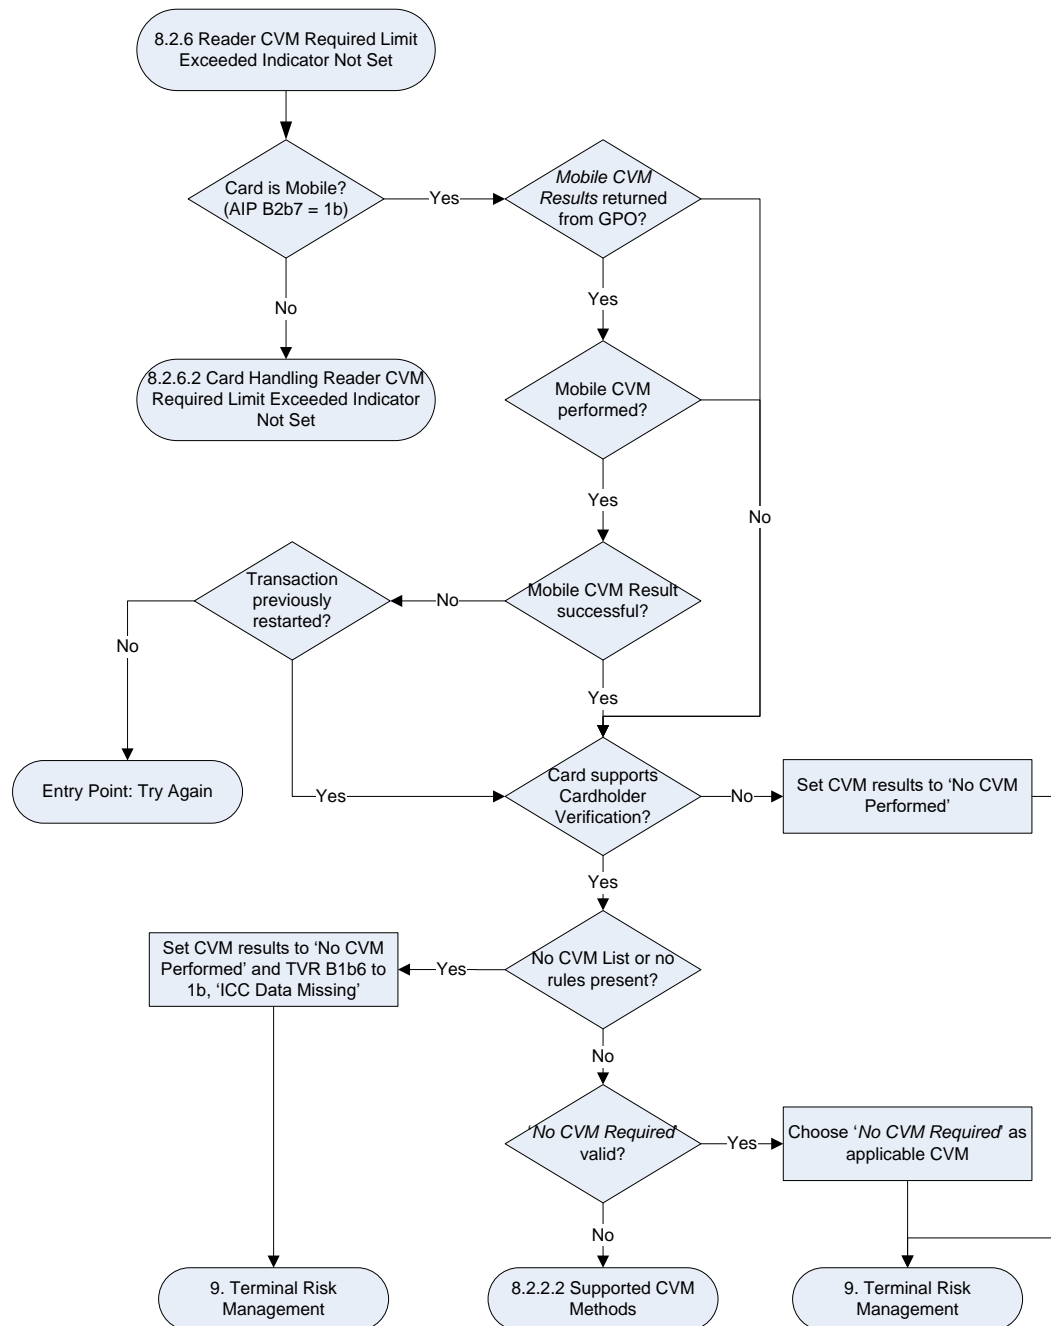 8.2.6 Reader CVM Required Limit
Exceeded Indicator Not Set
Card is Mobile?
(AIP B2b7 = 1b)
Yes
Mobile CVM
Results returned
from GPO?
No
Yes
8.2.6.2 Card Handling Reader CVM
Required Limit Exceeded Indicator
Not Set
Mobile CVM
performed?
Yes
No
Transaction
previously
restarted?
No
Mobile CVM Result
successful?
No
Yes
Entry Point: Try Again
Yes
Card supports
Cardholder
Verification?
No
Set CVM results to ‘No CVM
Performed’
Yes
Set CVM results to ‘No CVM
Performed’ and TVR B1b6 to
1b, ‘ICC Data Missing’
Yes
No CVM List or no
rules present?
No
‘No CVM Required’
valid?
Yes
Choose ‘No CVM Required’ as
applicable CVM
No
9. Terminal Risk
Management
8.2.2.2 Supported CVM
Methods
9. Terminal Risk
Management